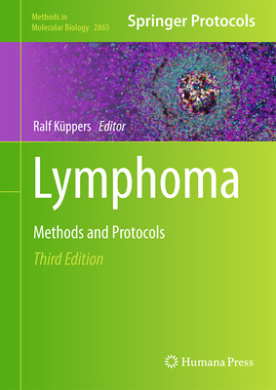 Methods in
Molecular Biology 2865
Springer Protocols
Ralf Küppers Editor
Lymphoma
Methods and Protocols
Third Edition
Humana Press